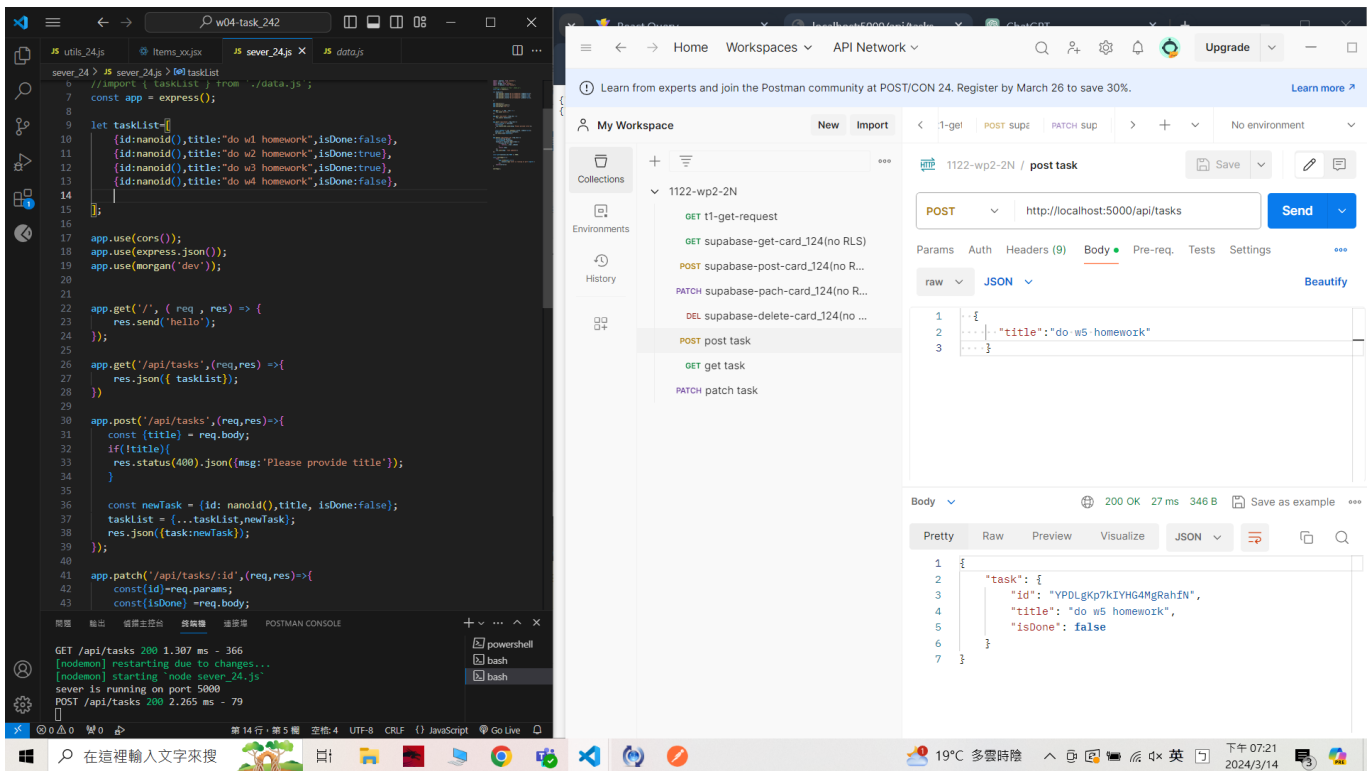 w04-task_242
JS utils_24.js
Items_xx.jsx
JS sever_24.js
JS data.js
sever_24 > JS sever_24.js > taskList
6 //import { taskList } from './data.js';
7 const app = express();
8
9 let taskList=[
10 {id:nanoid(),title:"do w1 homework",isDone:false},
11 {id:nanoid(),title:"do w2 homework",isDone:true},
12 {id:nanoid(),title:"do w3 homework",isDone:true},
13 {id:nanoid(),title:"do w4 homework",isDone:false},
14
15 ];
16
17 app.use(cors());
18 app.use(express.json());
19 app.use(morgan('dev'));
20
21
22 app.get('/', ( req , res) => {
23 res.send('hello');
24 });
25
26 app.get('/api/tasks',(req,res) =>{
27 res.json({ taskList});
28 })
29
30 app.post('/api/tasks',(req,res)=>{
31 const {title} = req.body;
32 if(!title){
33 res.status(400).json({msg:'Please provide title'});
34 }
35
36 const newTask = {id: nanoid(),title, isDone:false};
37 taskList = {...taskList,newTask};
38 res.json({task:newTask});
39 });
40
41 app.patch('/api/tasks/:id',(req,res)=>{
42 const{id}=req.params;
43 const{isDone} =req.body;
問題 輸出 偵錯主控台 終端機 連接埠 POSTMAN CONSOLE
GET /api/tasks 200 1.307 ms - 366
[nodemon] restarting due to changes...
[nodemon] starting `node sever_24.js`
sever is running on port 5000
POST /api/tasks 200 2.265 ms - 79
powershell
bash
bash
0 0 0 第 14 行，第 5 欄 空格: 4 UTF-8 CRLF {} JavaScript Go Live
React Query
localhost:5000/api/tasks
ChatGPT
Home Workspaces API Network Upgrade
Learn from experts and join the Postman community at POST/CON 24. Register by March 26 to save 30%. Learn more
My Workspace New Import
Collections
Environments
History
1122-wp2-2N
GET t1-get-request
GET supabase-get-card_124(no RLS)
POST supabase-post-card_124(no R...
PATCH supabase-pach-card_124(no R...
DEL supabase-delete-card_124(no ...
POST post task
GET get task
PATCH patch task
:1-gel POST supa PATCH sup No environment
HTTP 1122-wp2-2N / post task Save
POST http://localhost:5000/api/tasks Send
Params Auth Headers (9) Body Pre-req. Tests Settings
raw JSON Beautify
1 {
2 "title":"do w5 homework"
3 }
Body 200 OK 27 ms 346 B Save as example
Pretty Raw Preview Visualize JSON
1 {
2 "task": {
3 "id": "YPDLgKp7kIYHG4MgRahfN",
4 "title": "do w5 homework",
5 "isDone": false
6 }
7 }
在這裡輸入文字來搜
19°C 多雲時陰 英 下午 07:21
2024/3/14
3
PRE